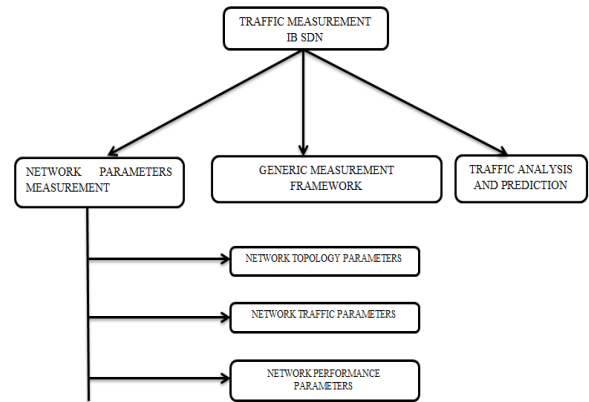 TRAFFIC MEASUREMENT
IB SDN
NETWORK PARAMETERS
MEASUREMENT
GENERIC MEASUREMENT
FRAMEWORK
TRAFFIC ANALYSIS
AND PREDICTION
NETWORK TOPOLOGY PARAMETERS
NETWORK TRAFFIC PARAMETERS
NETWORK PERFORMANCE
PARAMETERS